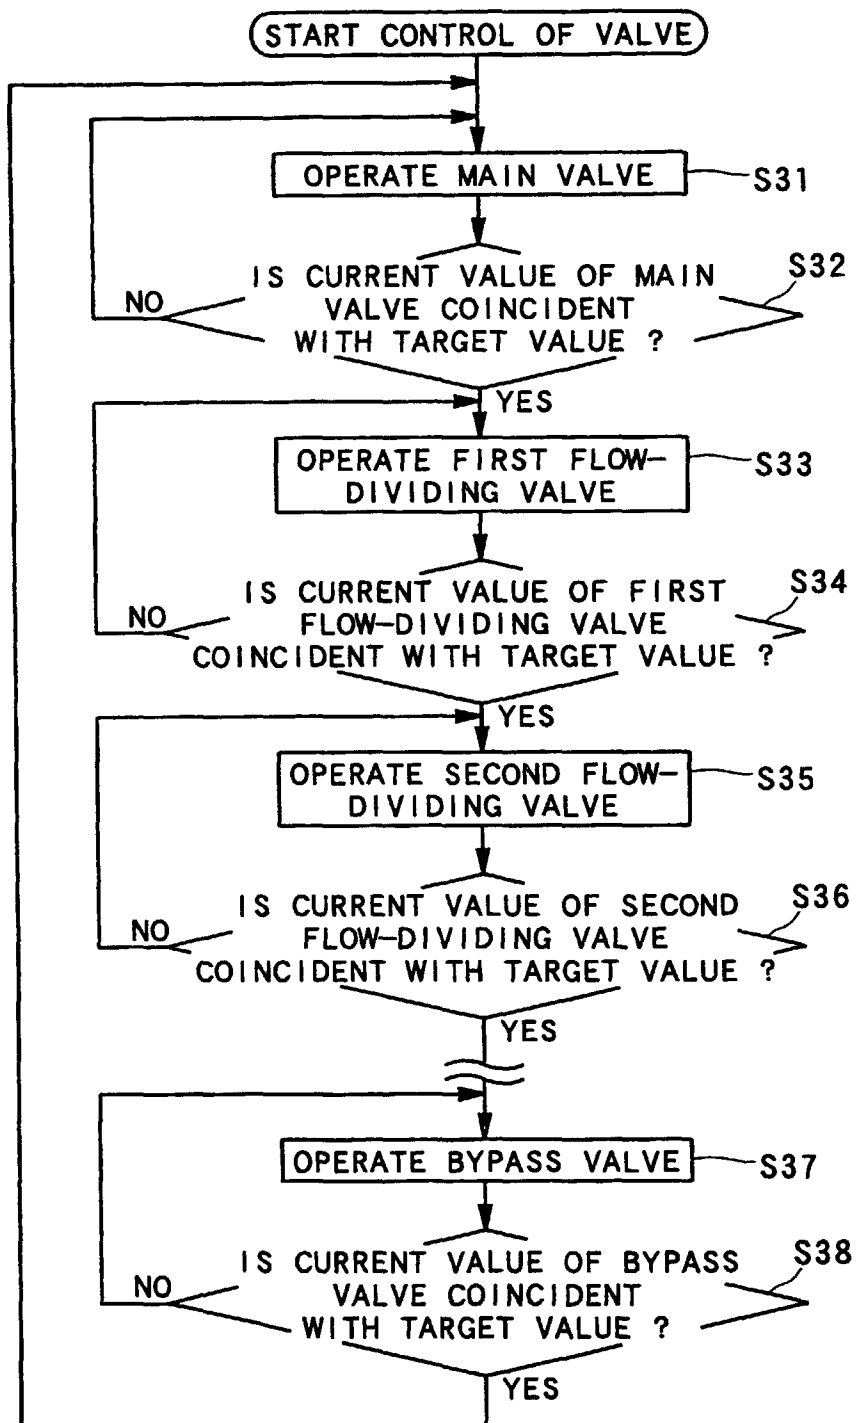 START CONTROL OF VALVE
OPERATE MAIN VALVE
S31
IS CURRENT VALUE OF MAIN
VALVE COINCIDENT
WITH TARGET VALUE ?
S32
NO
YES
OPERATE FIRST FLOW-
DIVIDING VALVE
S33
IS CURRENT VALUE OF FIRST
FLOW-DIVIDING VALVE
COINCIDENT WITH TARGET VALUE ?
S34
NO
YES
OPERATE SECOND FLOW-
DIVIDING VALVE
S35
IS CURRENT VALUE OF SECOND
FLOW-DIVIDING VALVE
COINCIDENT WITH TARGET VALUE ?
S36
NO
YES
OPERATE BYPASS VALVE
S37
IS CURRENT VALUE OF BYPASS
VALVE COINCIDENT
WITH TARGET VALUE ?
S38
NO
YES